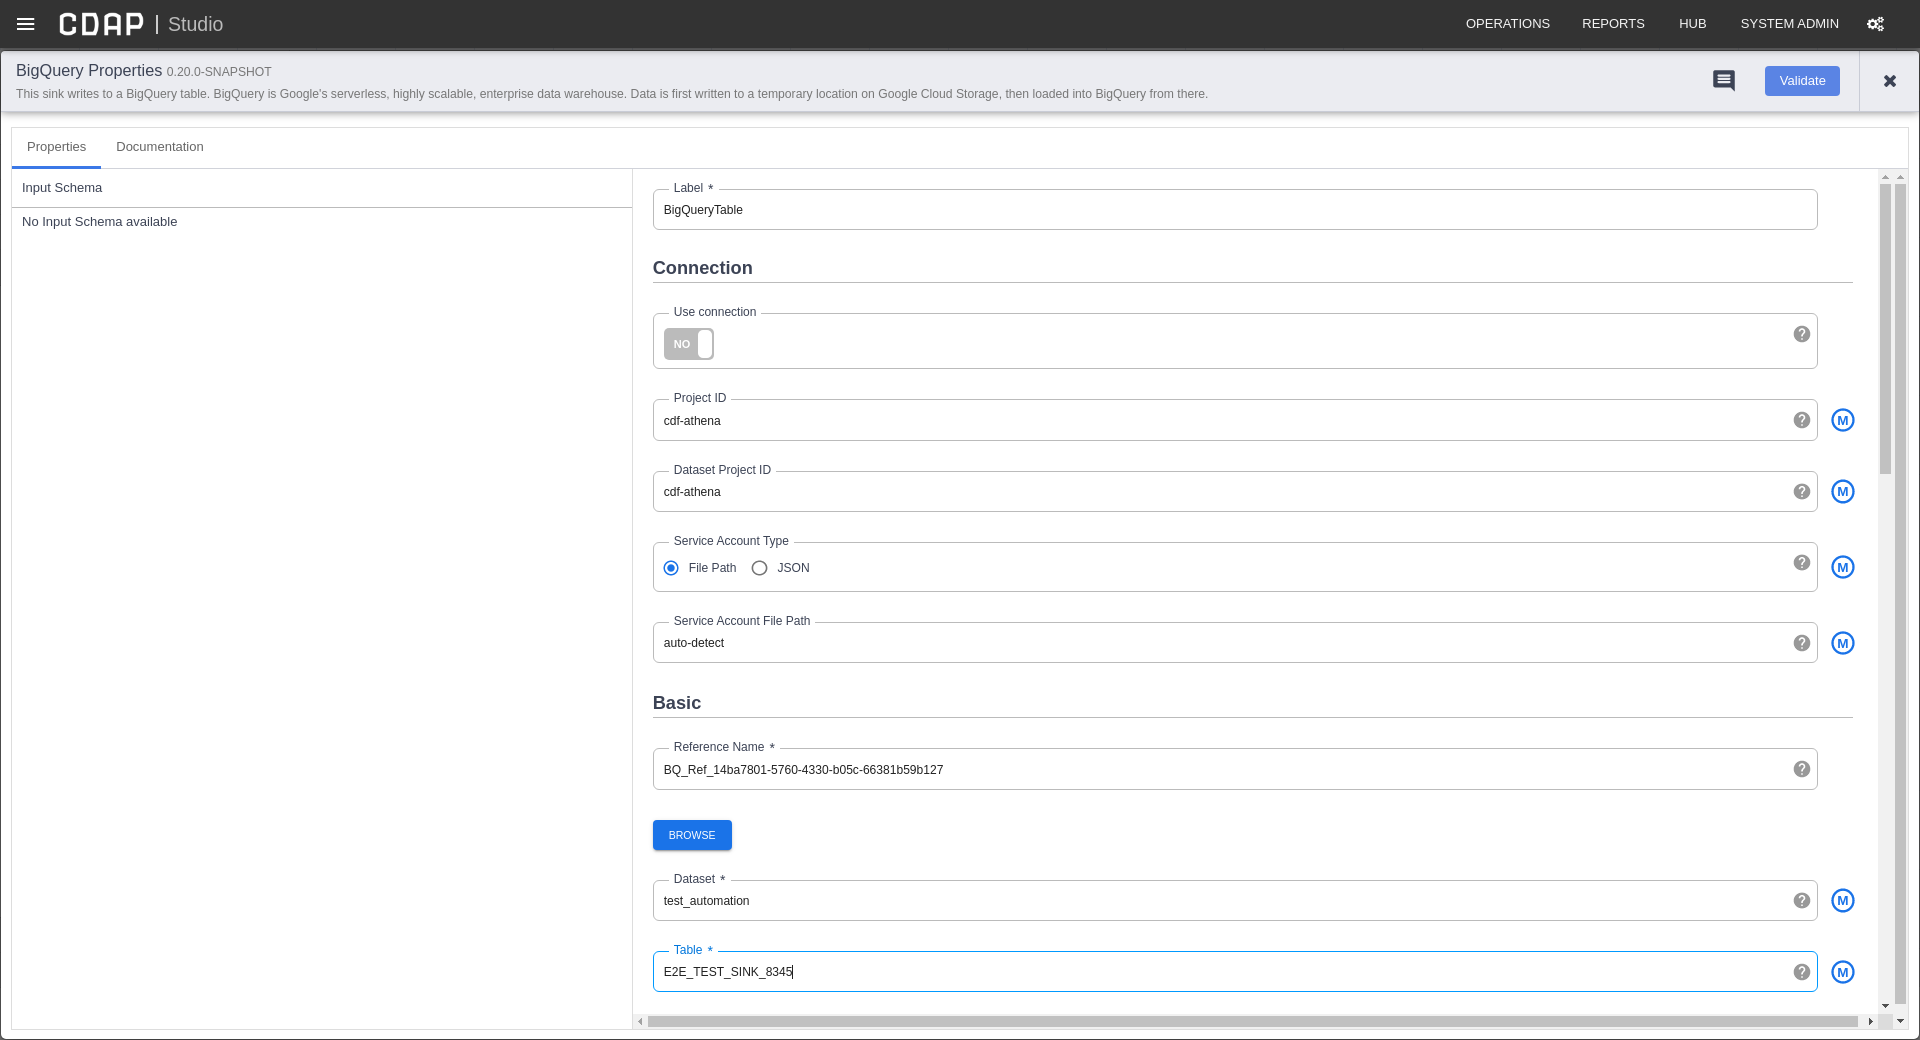 CDAP | Studio
OPERATIONS REPORTS HUB SYSTEM ADMIN
BigQuery Properties 0.20.0-SNAPSHOT
This sink writes to a BigQuery table. BigQuery is Google's serverless, highly scalable, enterprise data warehouse. Data is first written to a temporary location on Google Cloud Storage, then loaded into BigQuery from there.
Validate
Properties Documentation
Input Schema
No Input Schema available
Label *
BigQueryTable
Connection
Use connection
NO
?
Project ID
cdf-athena
? M
Dataset Project ID
cdf-athena
? M
Service Account Type
File Path JSON
? M
Service Account File Path
auto-detect
? M
Basic
Reference Name *
BQ_Ref_14ba7801-5760-4330-b05c-66381b59b127
?
BROWSE
Dataset *
test_automation
? M
Table *
E2E_TEST_SINK_8345
? M